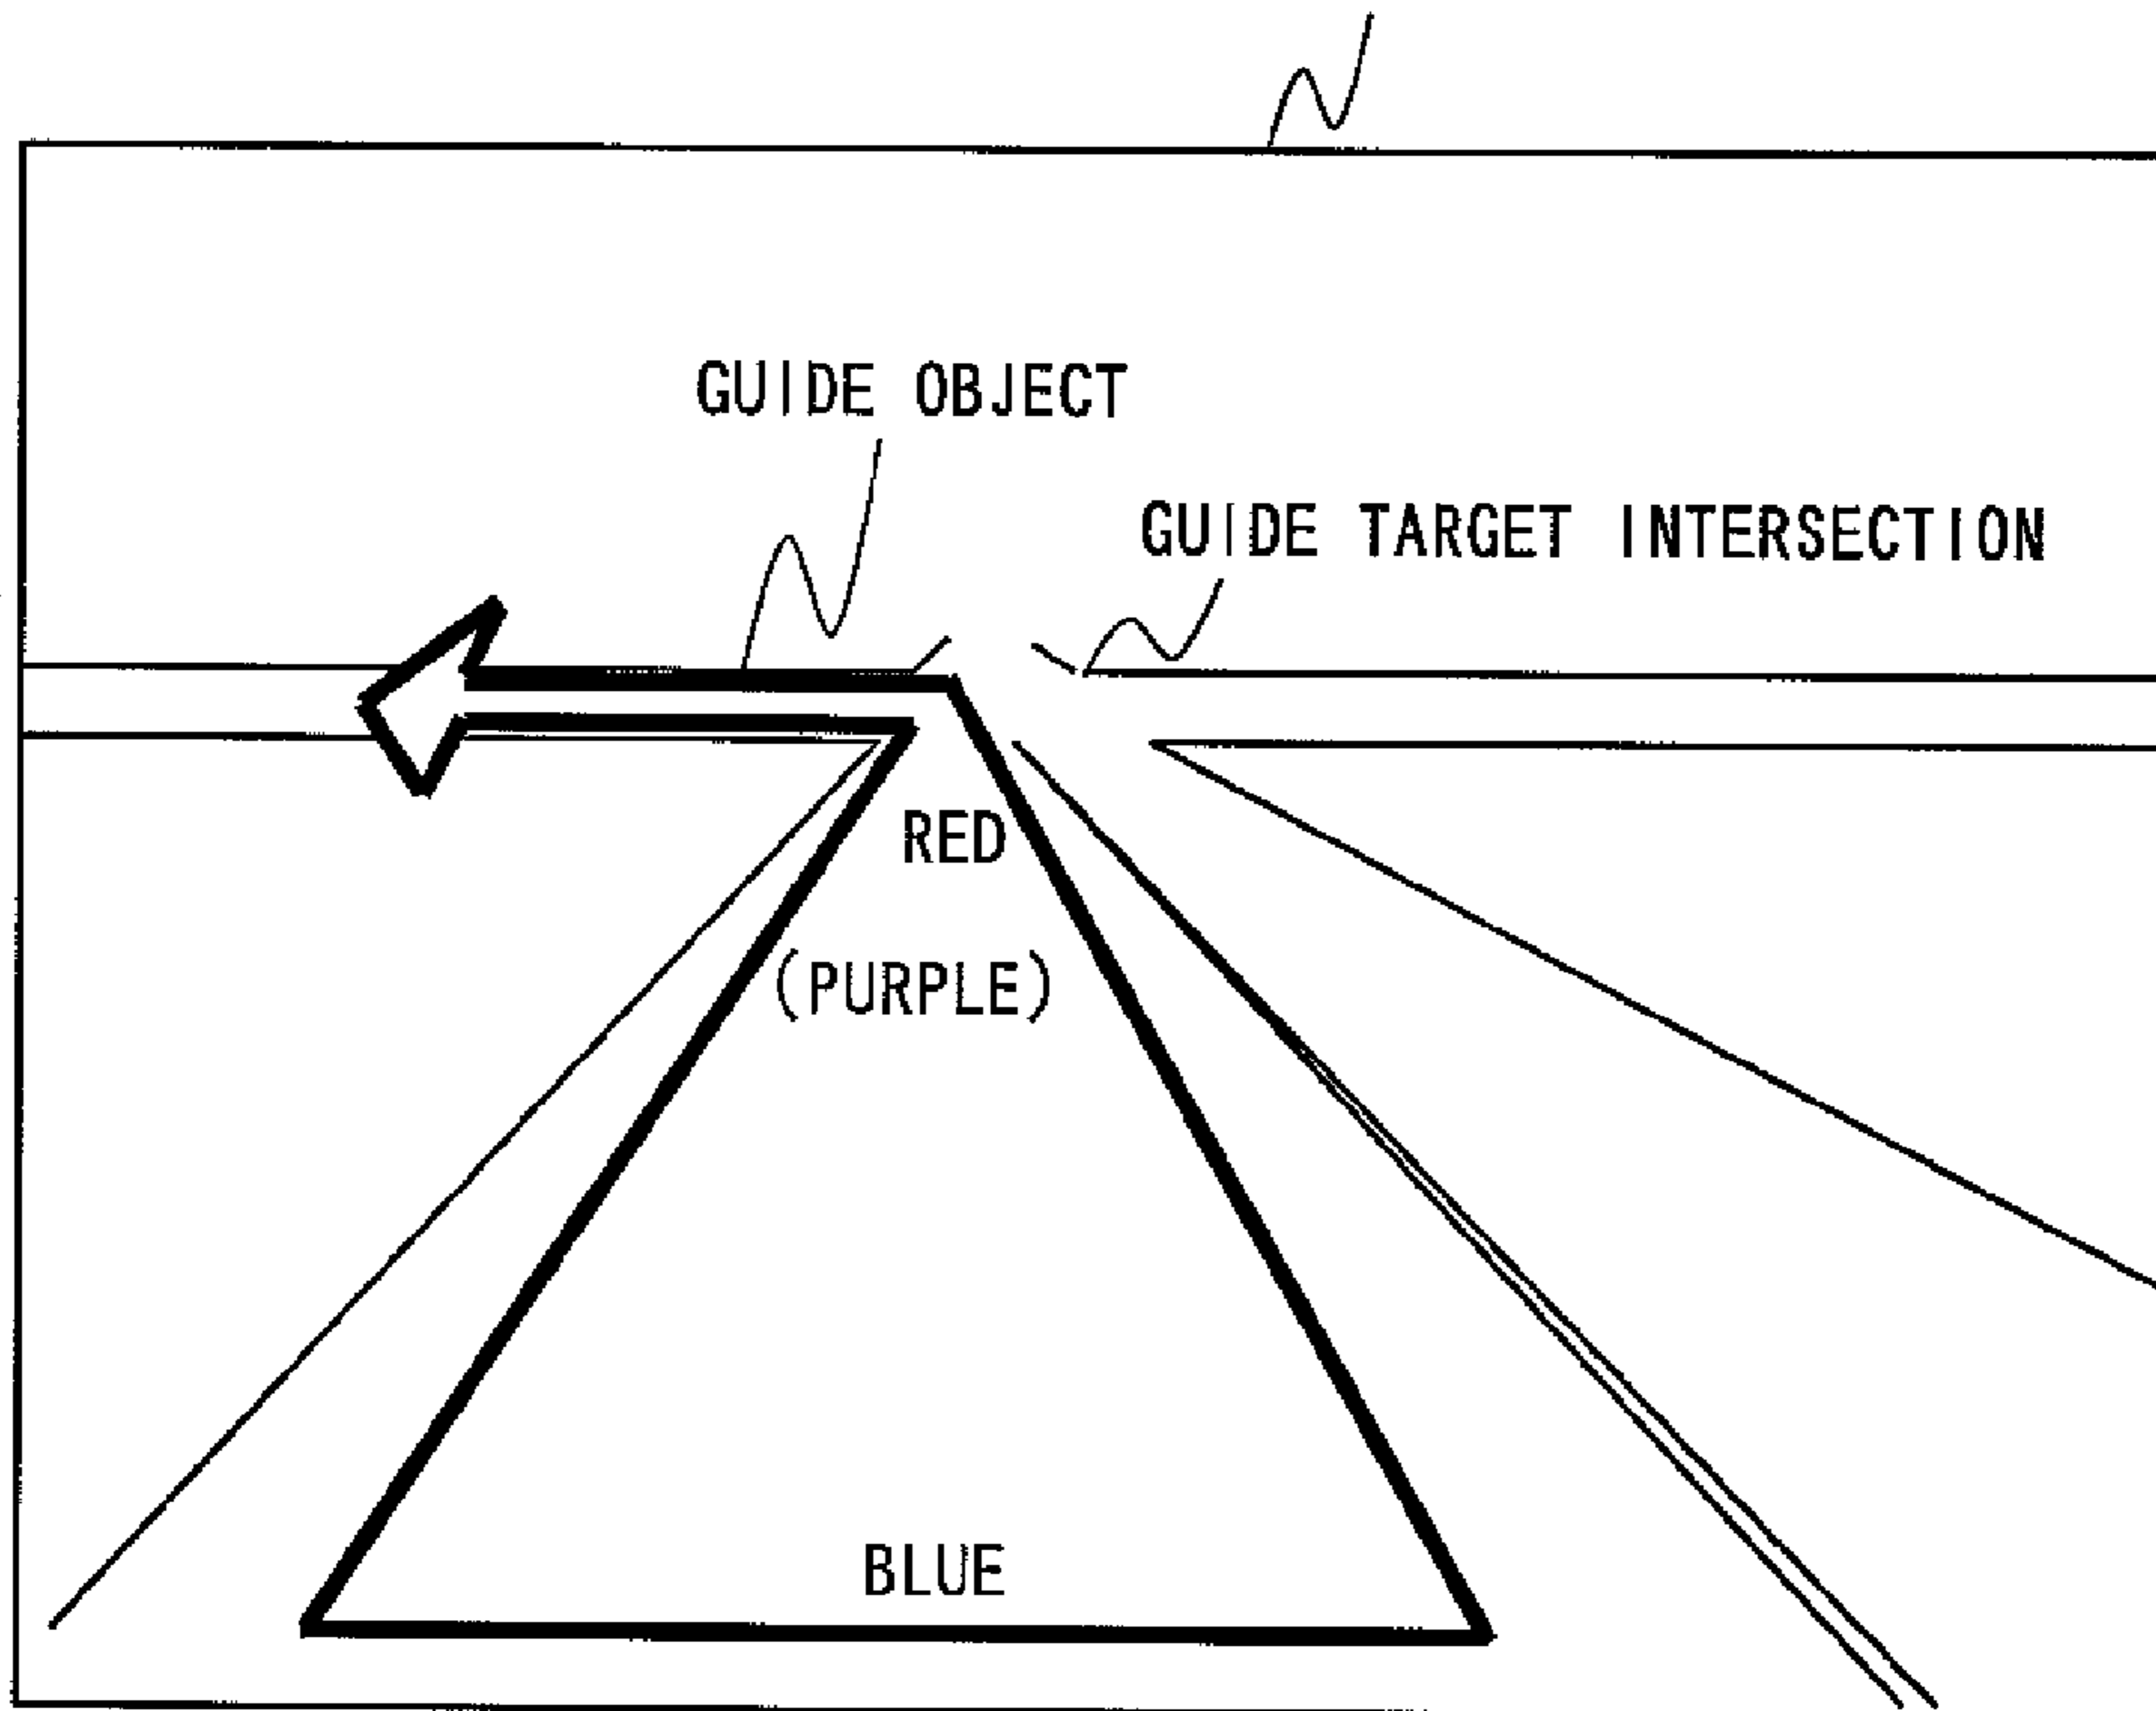 GUIDE OBJECT
GUIDE TARGET INTERSECTION
RED
(PURPLE)
BLUE